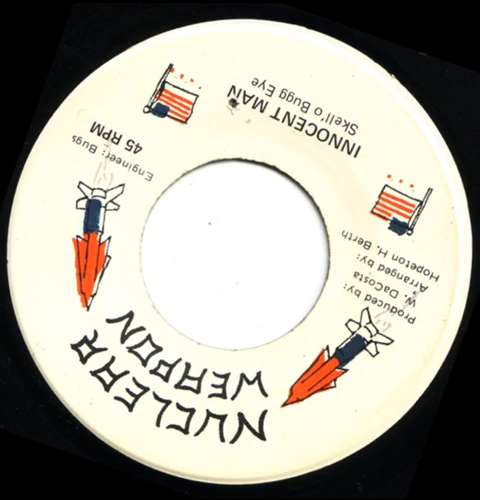 NUCLEAR
WEAPON
Produced by:
W. DaCosta
Arranged by:
Hopeton H. Berth
Engineer: Bugs
45 RPM
INNOCENT MAN
Skell'o Bugg Eye